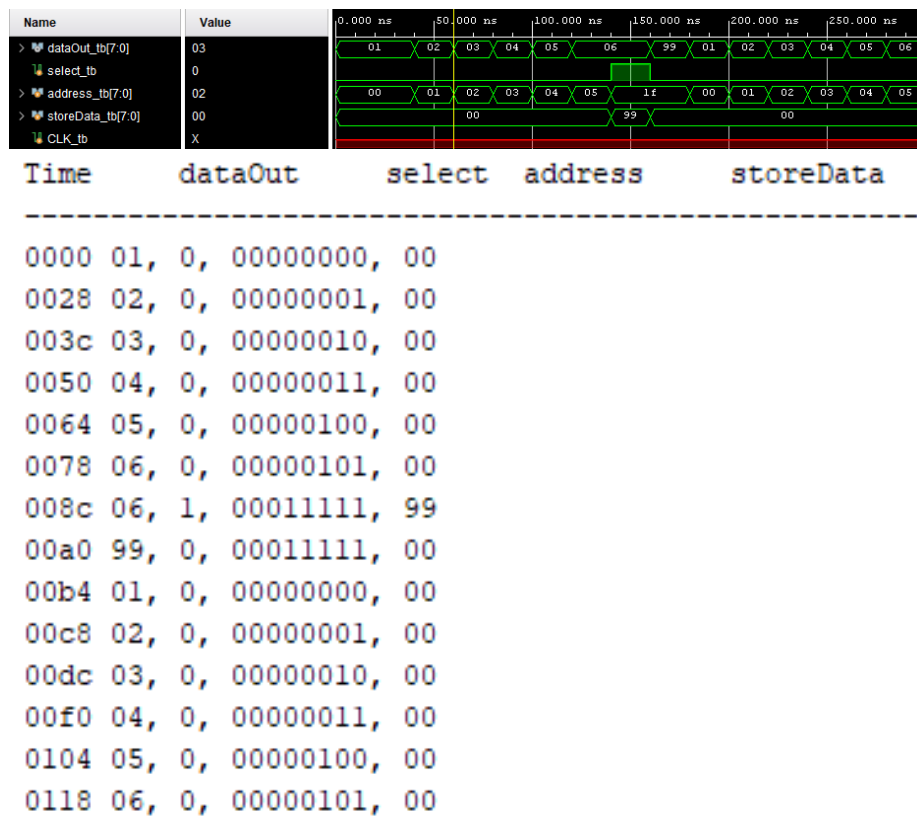 Name Value 0.000 ns 50.000 ns 100.000 ns 150.000 ns 200.000 ns 250.000 ns
> dataOut_tb[7:0] 03 01 02 03 04 05 06 99 01 02 03 04 05 06
select_tb 0
> address_tb[7:0] 02 00 01 02 03 04 05 1f 00 01 02 03 04 05
> storeData_tb[7:0] 00 00 99 00
CLK_tb X
Time dataOut select address storeData
----------------------------------------------------
0000 01, 0, 00000000, 00
0028 02, 0, 00000001, 00
003c 03, 0, 00000010, 00
0050 04, 0, 00000011, 00
0064 05, 0, 00000100, 00
0078 06, 0, 00000101, 00
008c 06, 1, 00011111, 99
00a0 99, 0, 00011111, 00
00b4 01, 0, 00000000, 00
00c8 02, 0, 00000001, 00
00dc 03, 0, 00000010, 00
00f0 04, 0, 00000011, 00
0104 05, 0, 00000100, 00
0118 06, 0, 00000101, 00